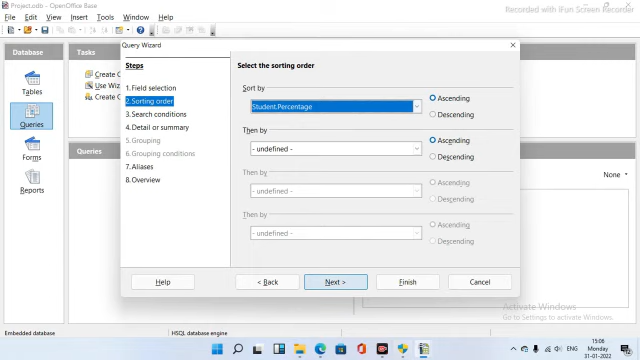 Project.odb - OpenOffice Base
Recorded with iFun Screen Recorder
File Edit View Insert Tools Window Help
Database
Tasks
Tables
Queries
Forms
Reports
Create C
Use Wiz
Create C
Queries
None
Query Wizard
Steps
1. Field selection
2. Sorting order
3. Search conditions
4. Detail or summary
5. Grouping
6. Grouping conditions
7. Aliases
8. Overview
Select the sorting order
Sort by
Student.Percentage
Ascending
Descending
Then by
- undefined -
Ascending
Descending
Then by
- undefined -
Ascending
Descending
Then by
- undefined -
Ascending
Descending
Help
< Back
Next >
Finish
Cancel
Activate Windows
Go to Settings to activate Windows.
Embedded database
HSQL database engine
ENG
15:06
Monday
31-01-2022